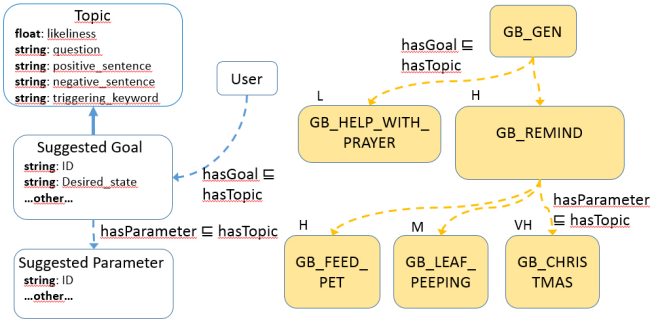 Topic
float: likeliness
string: question
string: positive_sentence
string: negative_sentence
string: triggering_keyword
User
Suggested Goal
string: ID
string: Desired_state
...other...
hasGoal ⊑
hasTopic
hasParameter ⊑ hasTopic
Suggested Parameter
string: ID
...other...
GB_GEN
hasGoal ⊑
hasTopic
L
H
GB_HELP_WITH_
PRAYER
GB_REMIND
hasParameter
⊑ hasTopic
H
M
VH
GB_FEED_
PET
GB_LEAF_
PEEPING
GB_CHRIS
TMAS